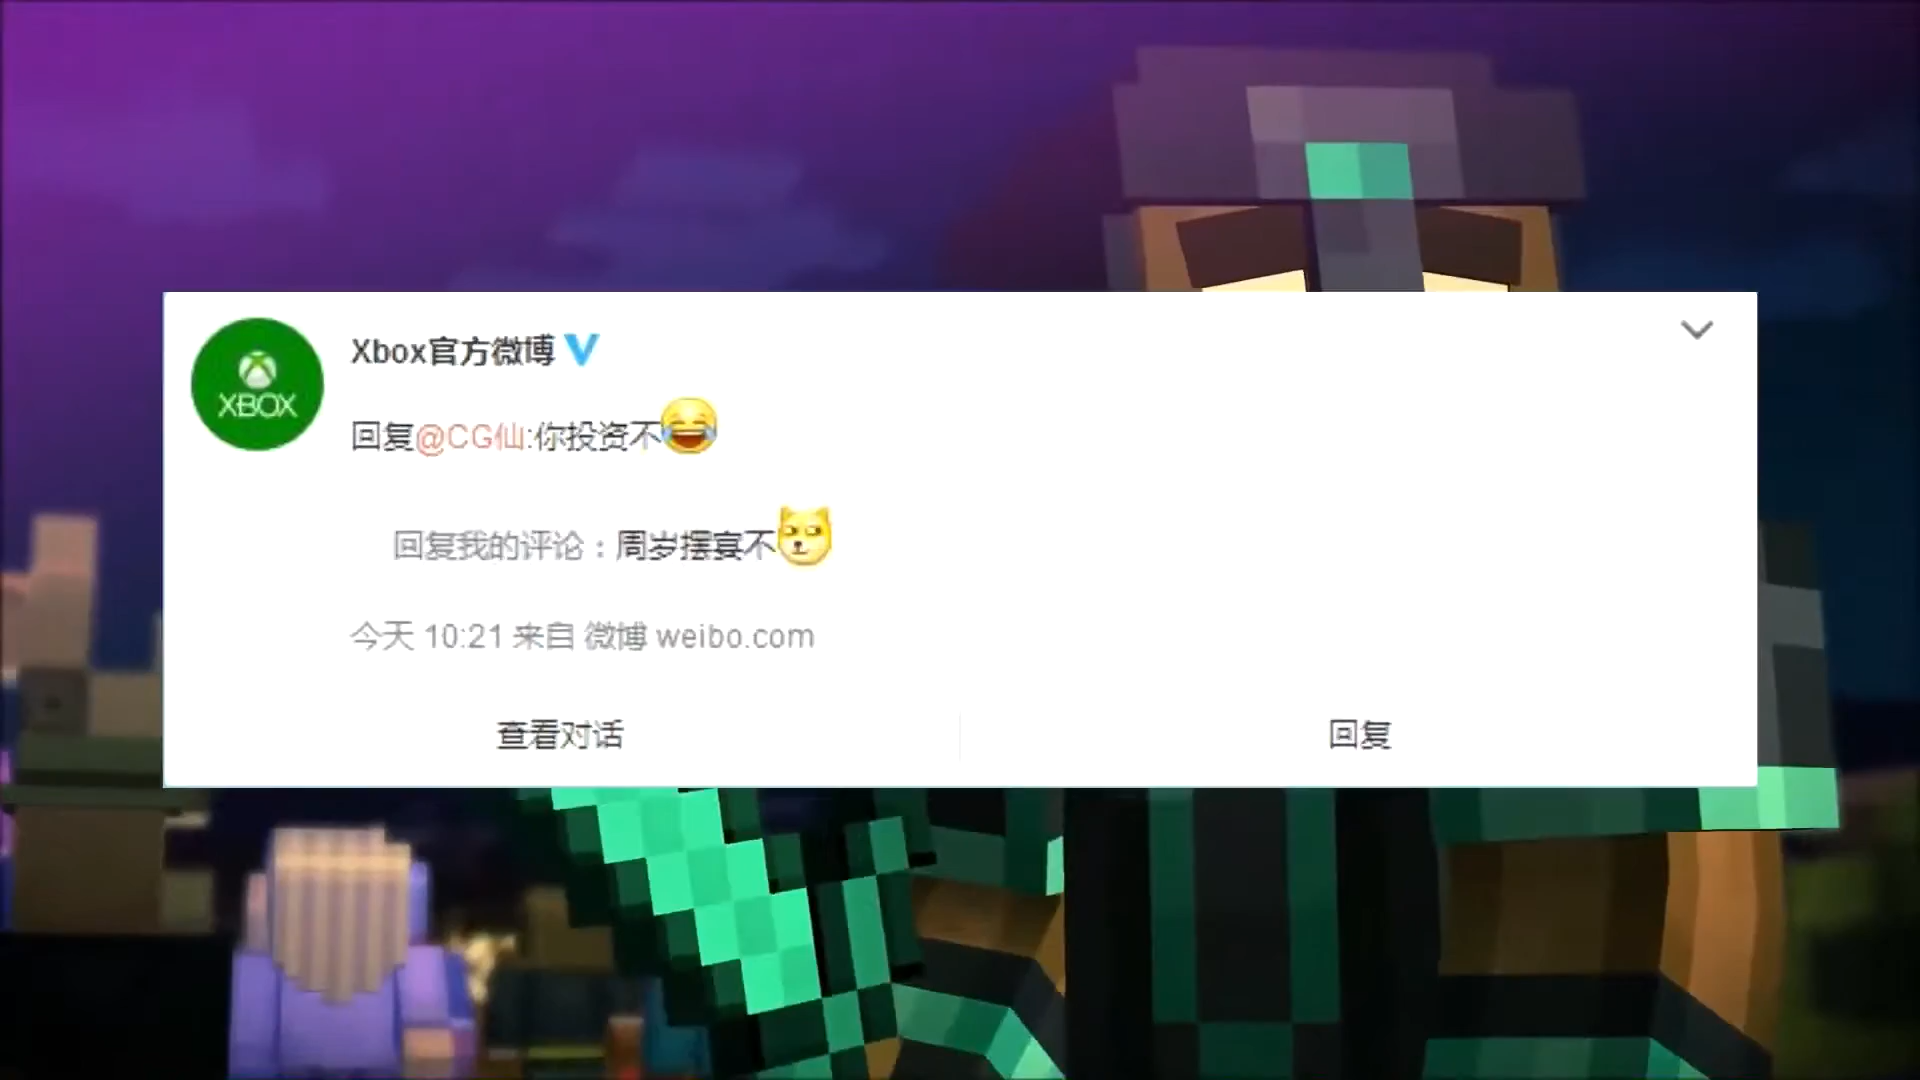 XBOX
Xbox官方微博
回复@CG仙:你投资不
回复我的评论：周岁摆宴不
今天 10:21 来自 微博 weibo.com
查看对话
回复